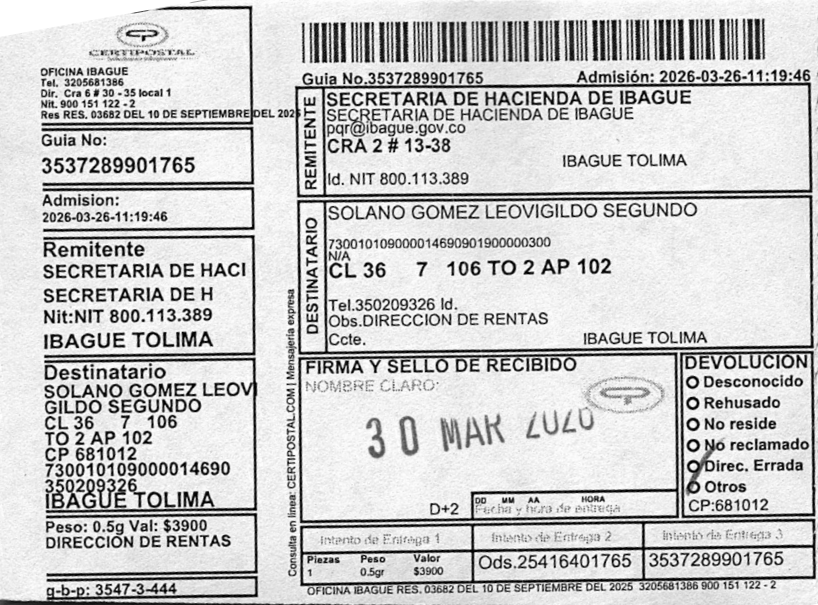 CERTIPOSTAL
OFICINA IBAGUE
Tel. 3205681386
Dir. Cra 6 # 30 - 35 local 1
Nit. 900 151 122 - 2
Res RES. 03682 DEL 10 DE SEPTIEMBRE DEL 2025
Guia No:
3537289901765
Admision:
2026-03-26-11:19:46
Remitente
SECRETARIA DE HACI
SECRETARIA DE H
Nit:NIT 800.113.389
IBAGUE TOLIMA
Destinatario
SOLANO GOMEZ LEOVI
GILDO SEGUNDO
CL 36 7 106
TO 2 AP 102
CP 681012
730010109000014690
350209326
IBAGUE TOLIMA
Peso: 0.5g Val: $3900
DIRECCION DE RENTAS
g-b-p: 3547-3-444
Consulta en linea: CERTIPOSTAL.COM | Mensajería expresa
Guia No.3537289901765 Admisión: 2026-03-26-11:19:46
REMITENTE
SECRETARIA DE HACIENDA DE IBAGUE
SECRETARIA DE HACIENDA DE IBAGUE
pqr@ibague.gov.co
CRA 2 # 13-38
IBAGUE TOLIMA
Id. NIT 800.113.389
DESTINATARIO
SOLANO GOMEZ LEOVIGILDO SEGUNDO
730010109000014690901900000300
N/A
CL 36 7 106 TO 2 AP 102
Tel.350209326 Id.
Obs.DIRECCION DE RENTAS
Ccte. IBAGUE TOLIMA
FIRMA Y SELLO DE RECIBIDO
NOMBRE CLARO:
30 MAR 2026
D+2
DD MM AA HORA
Fecha y hora de entrega
DEVOLUCION
Desconocido
Rehusado
No reside
No reclamado
Direc. Errada
Otros
CP:681012
Intento de Entrega 1 Intento de Entrega 2 Intento de Entrega 3
Piezas Peso Valor
1 0.5gr $3900
Ods.25416401765
3537289901765
OFICINA IBAGUE RES. 03682 DEL 10 DE SEPTIEMBRE DEL 2025 3205681386 900 151 122 - 2